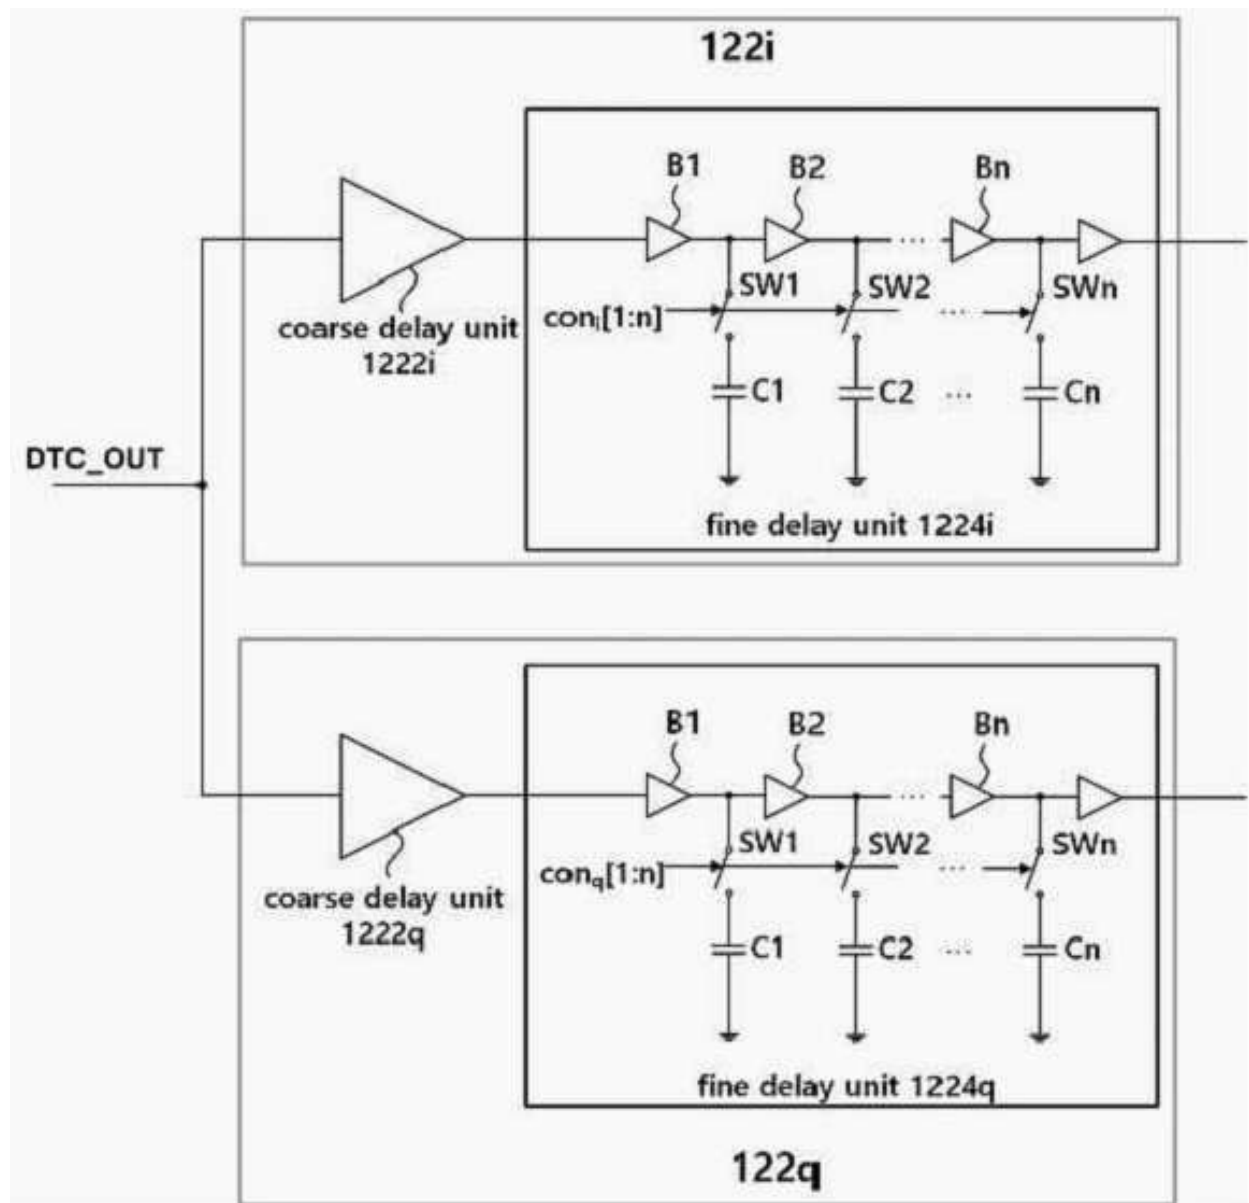 122i
B1 B2 Bn
SW1 SW2 SWn
coni[1:n] ...
coarse delay unit
1222i
C1 C2 ... Cn
DTC_OUT
fine delay unit 1224i
B1 B2 Bn
...
SW1 SW2 SWn
conq[1:n] ...
coarse delay unit
1222q
C1 C2 ... Cn
fine delay unit 1224q
122q